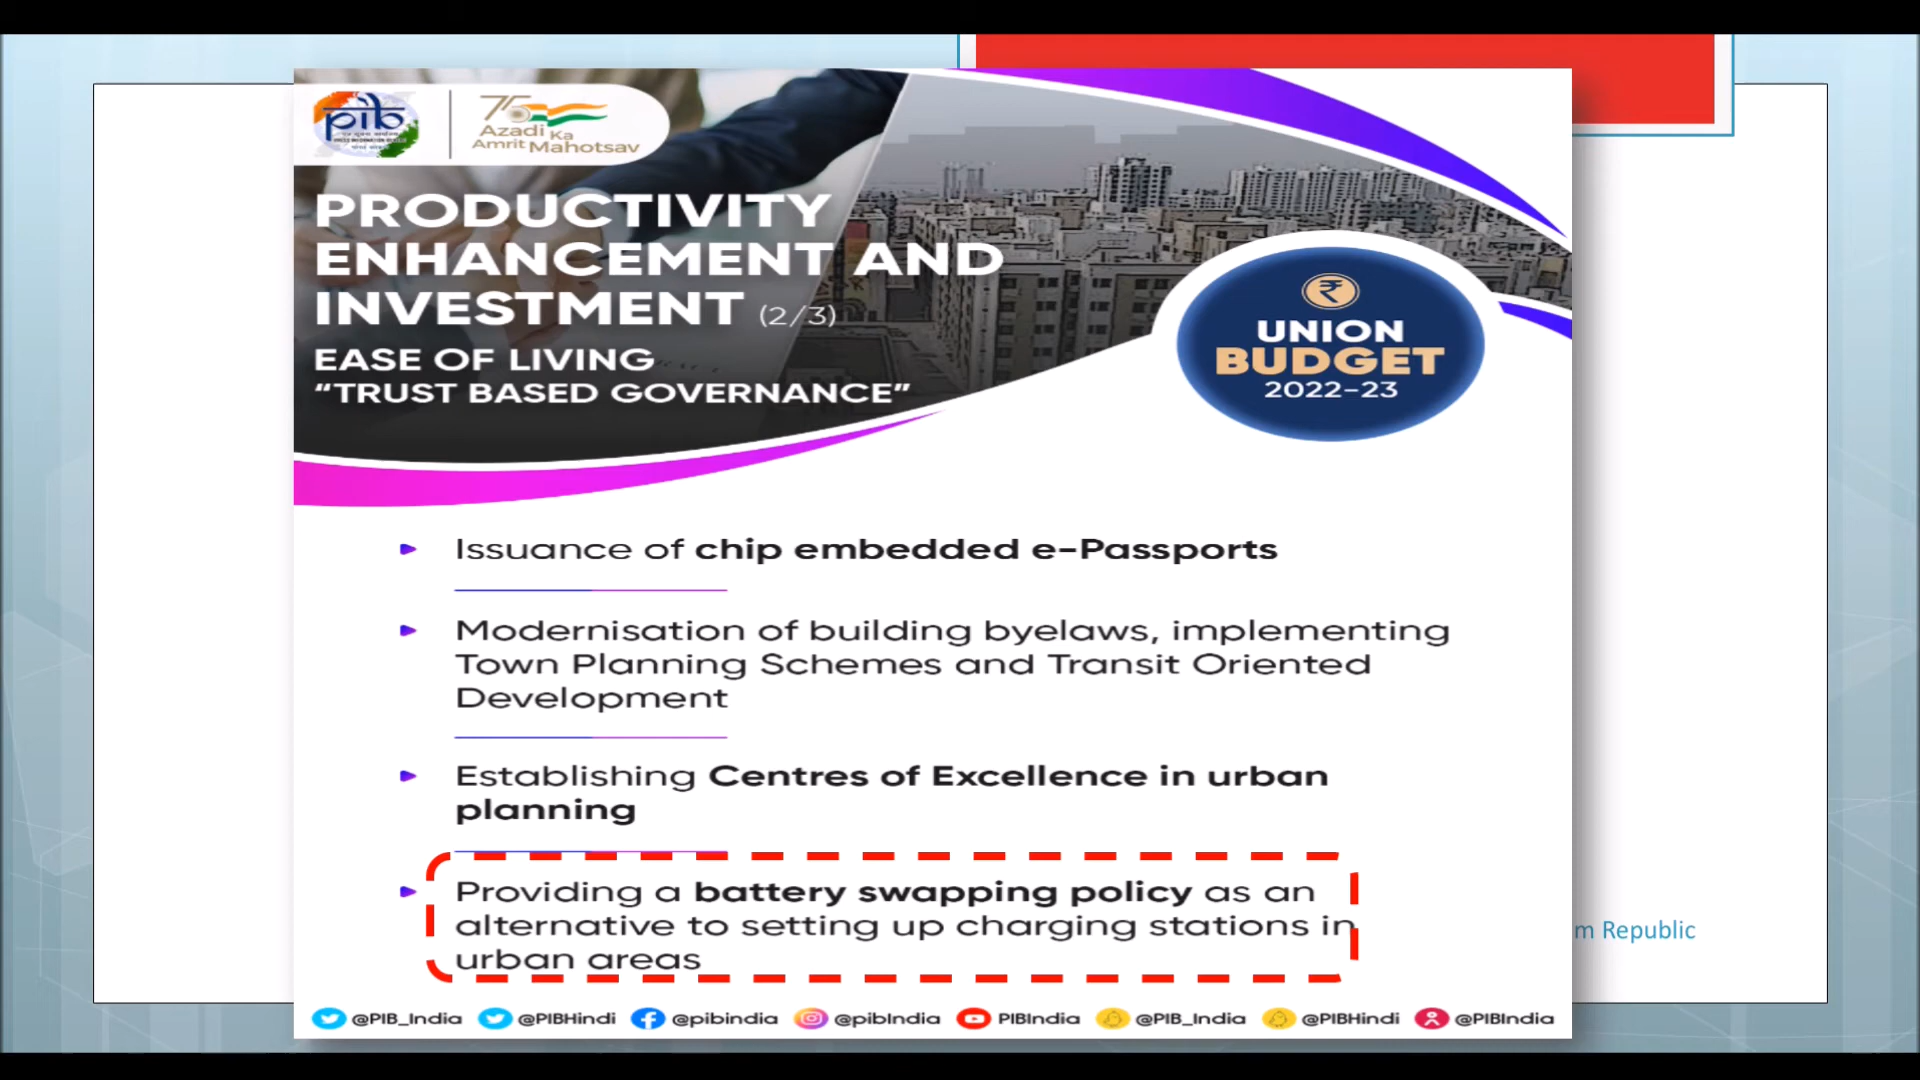 pib
75
Azadi Ka
Amrit Mahotsav
PRODUCTIVITY
ENHANCEMENT AND
INVESTMENT (2/3)
EASE OF LIVING
“TRUST BASED GOVERNANCE”
₹
UNION
BUDGET
2022-23
Issuance of chip embedded e-Passports
Modernisation of building byelaws, implementing
Town Planning Schemes and Transit Oriented
Development
Establishing Centres of Excellence in urban
planning
Providing a battery swapping policy as an
alternative to setting up charging stations in
urban areas
m Republic
@PIB_India @PIBHindi @pibindia @pibIndia PIBIndia @PIB_India @PIBHindi @PIBIndia